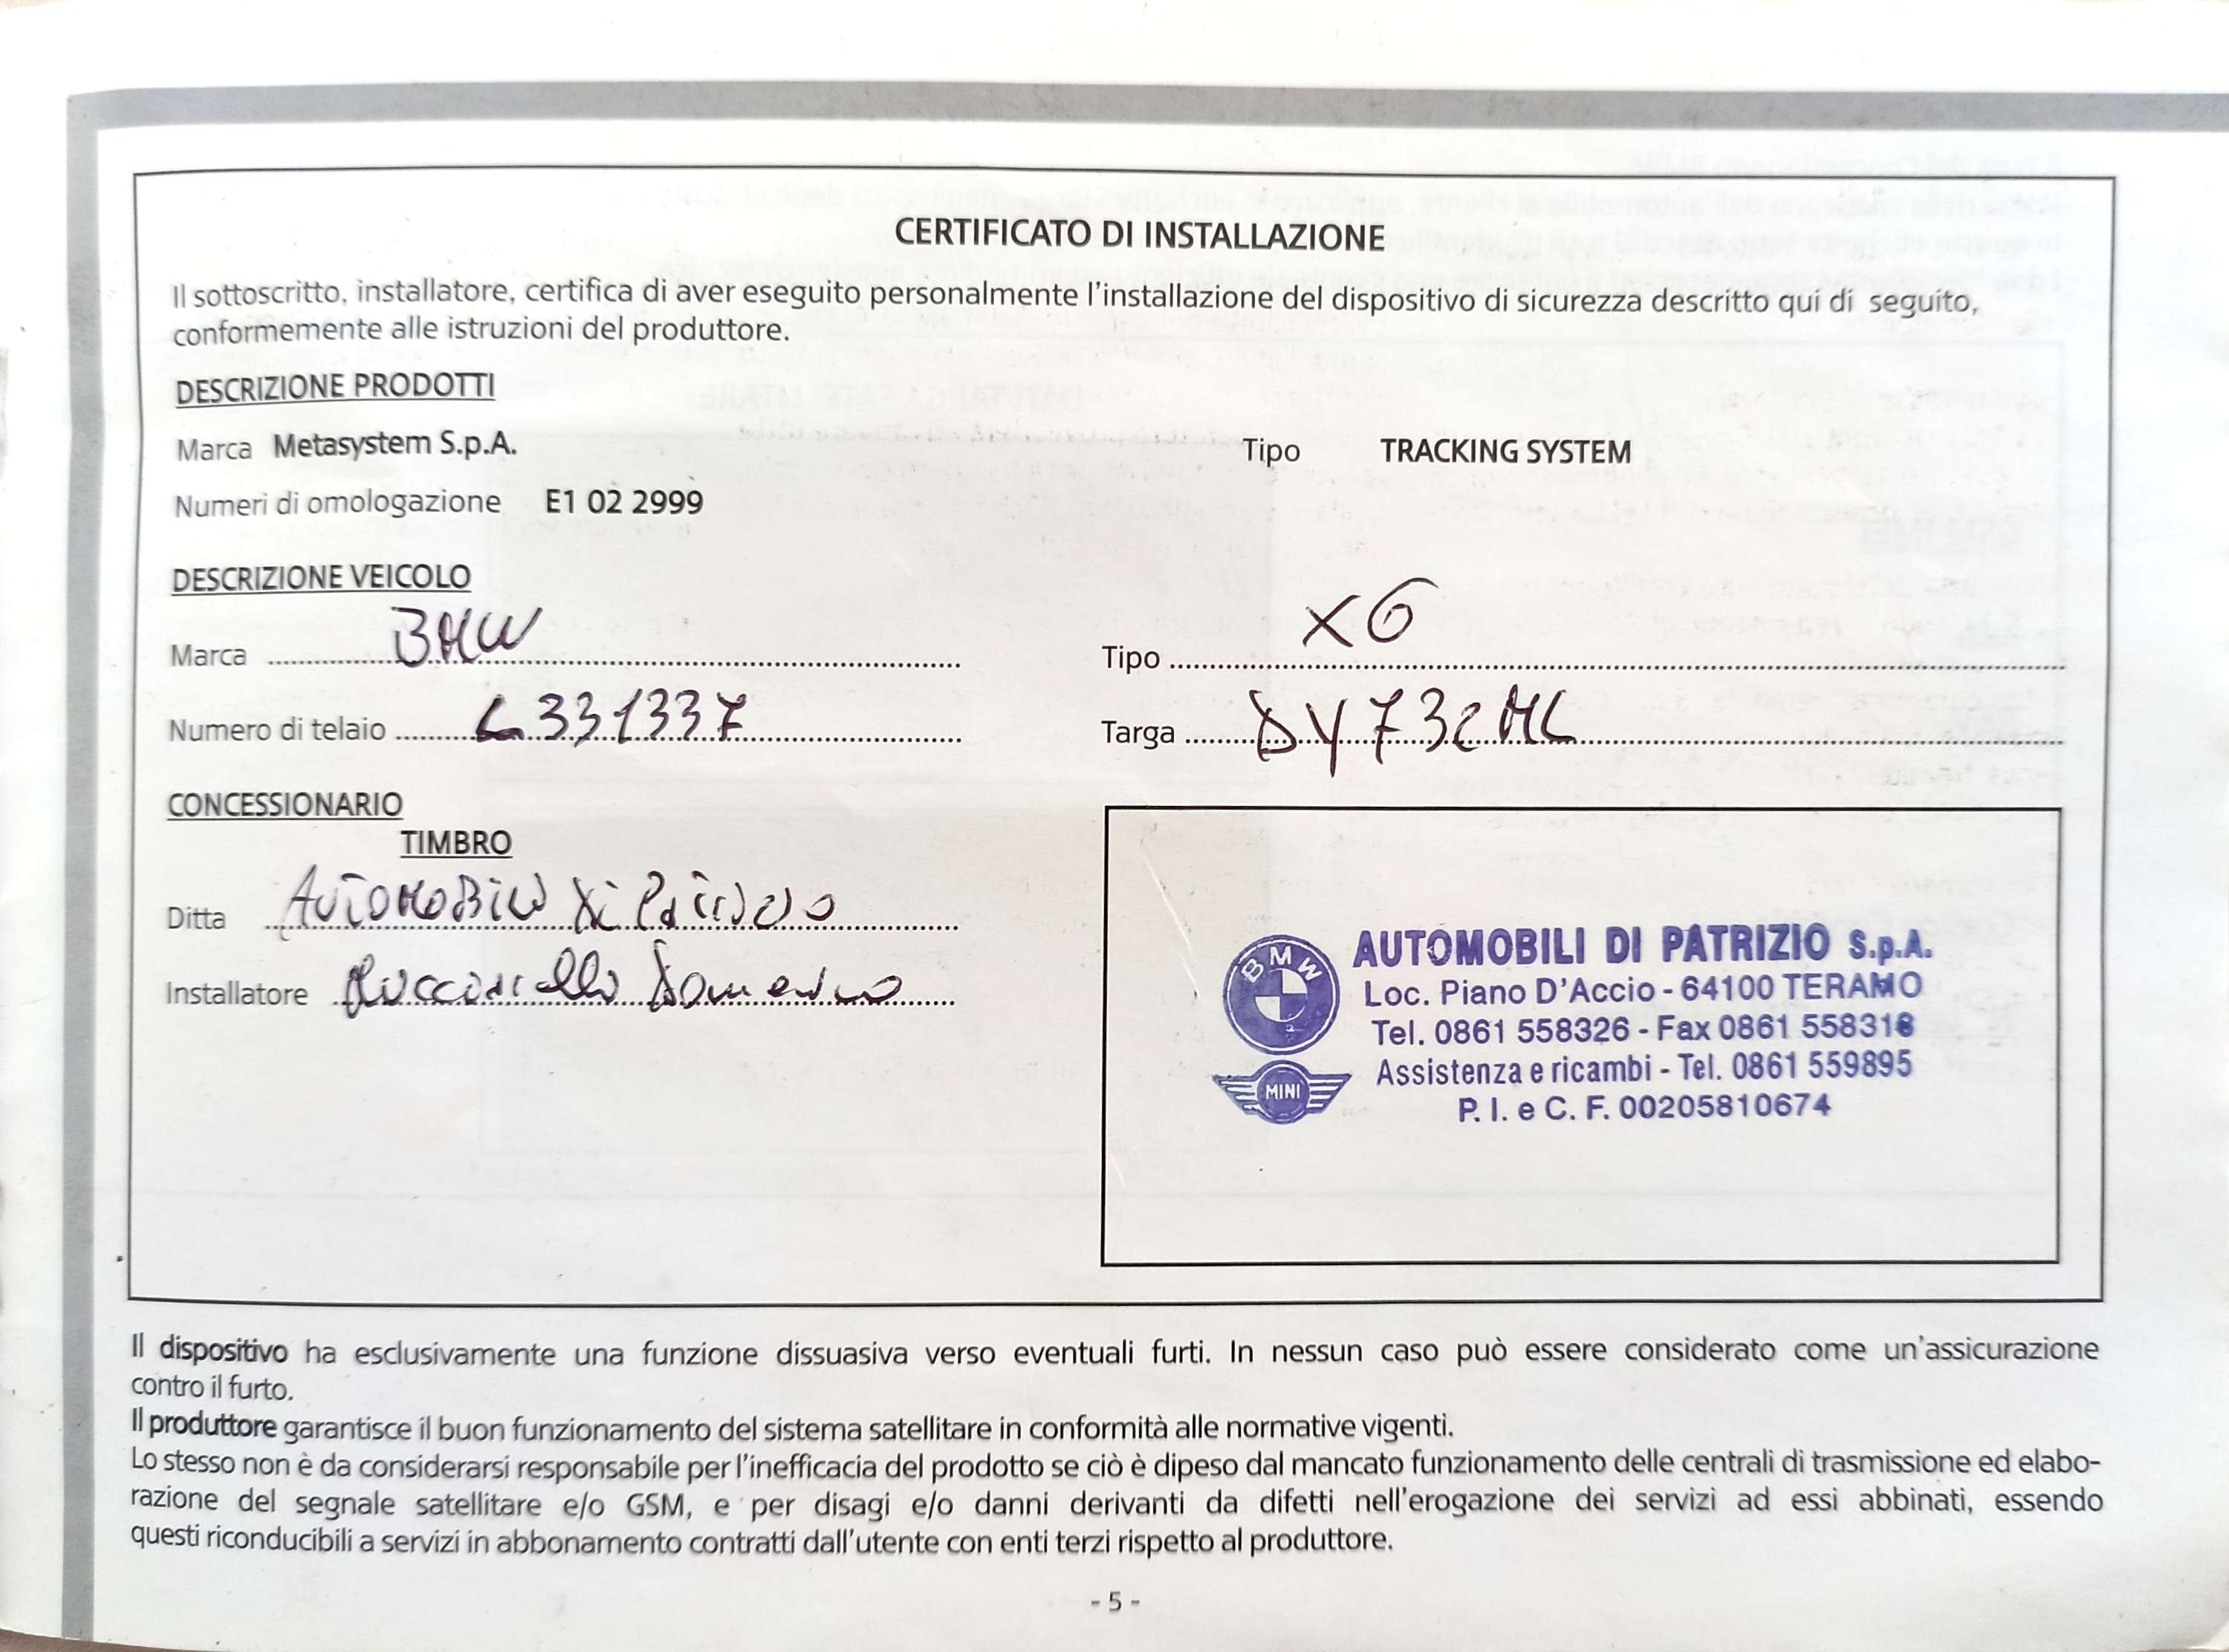 CERTIFICATO DI INSTALLAZIONE
Il sottoscritto, installatore, certifica di aver eseguito personalmente l'installazione del dispositivo di sicurezza descritto qui di seguito,
conformemente alle istruzioni del produttore.
DESCRIZIONE PRODOTTI
Marca Metasystem S.p.A. Tipo TRACKING SYSTEM
Numeri di omologazione E1 02 2999
DESCRIZIONE VEICOLO
Marca BMW Tipo X6
Numero di telaio L331337 Targa DY732ML
CONCESSIONARIO
TIMBRO
Ditta AUTOMOBILI Di Patrizio
Installatore Domenico
BMW
MINI
AUTOMOBILI DI PATRIZIO S.p.A.
Loc. Piano D'Accio - 64100 TERAMO
Tel. 0861 558326 - Fax 0861 558318
Assistenza e ricambi - Tel. 0861 559895
P. I. e C. F. 00205810674
Il dispositivo ha esclusivamente una funzione dissuasiva verso eventuali furti. In nessun caso può essere considerato come un'assicurazione
contro il furto.
Il produttore garantisce il buon funzionamento del sistema satellitare in conformità alle normative vigenti.
Lo stesso non è da considerarsi responsabile per l'inefficacia del prodotto se ciò è dipeso dal mancato funzionamento delle centrali di trasmissione ed elabo-
razione del segnale satellitare e/o GSM, e per disagi e/o danni derivanti da difetti nell'erogazione dei servizi ad essi abbinati, essendo
questi riconducibili a servizi in abbonamento contratti dall'utente con enti terzi rispetto al produttore.
- 5 -